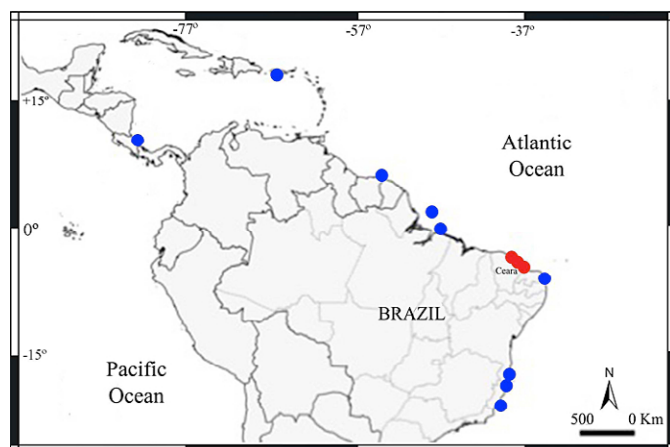 -77º -57º -37º
+15º
Atlantic
Ocean
0º
Ceara
BRAZIL
-15º
Pacific
Ocean
N
500 0 Km